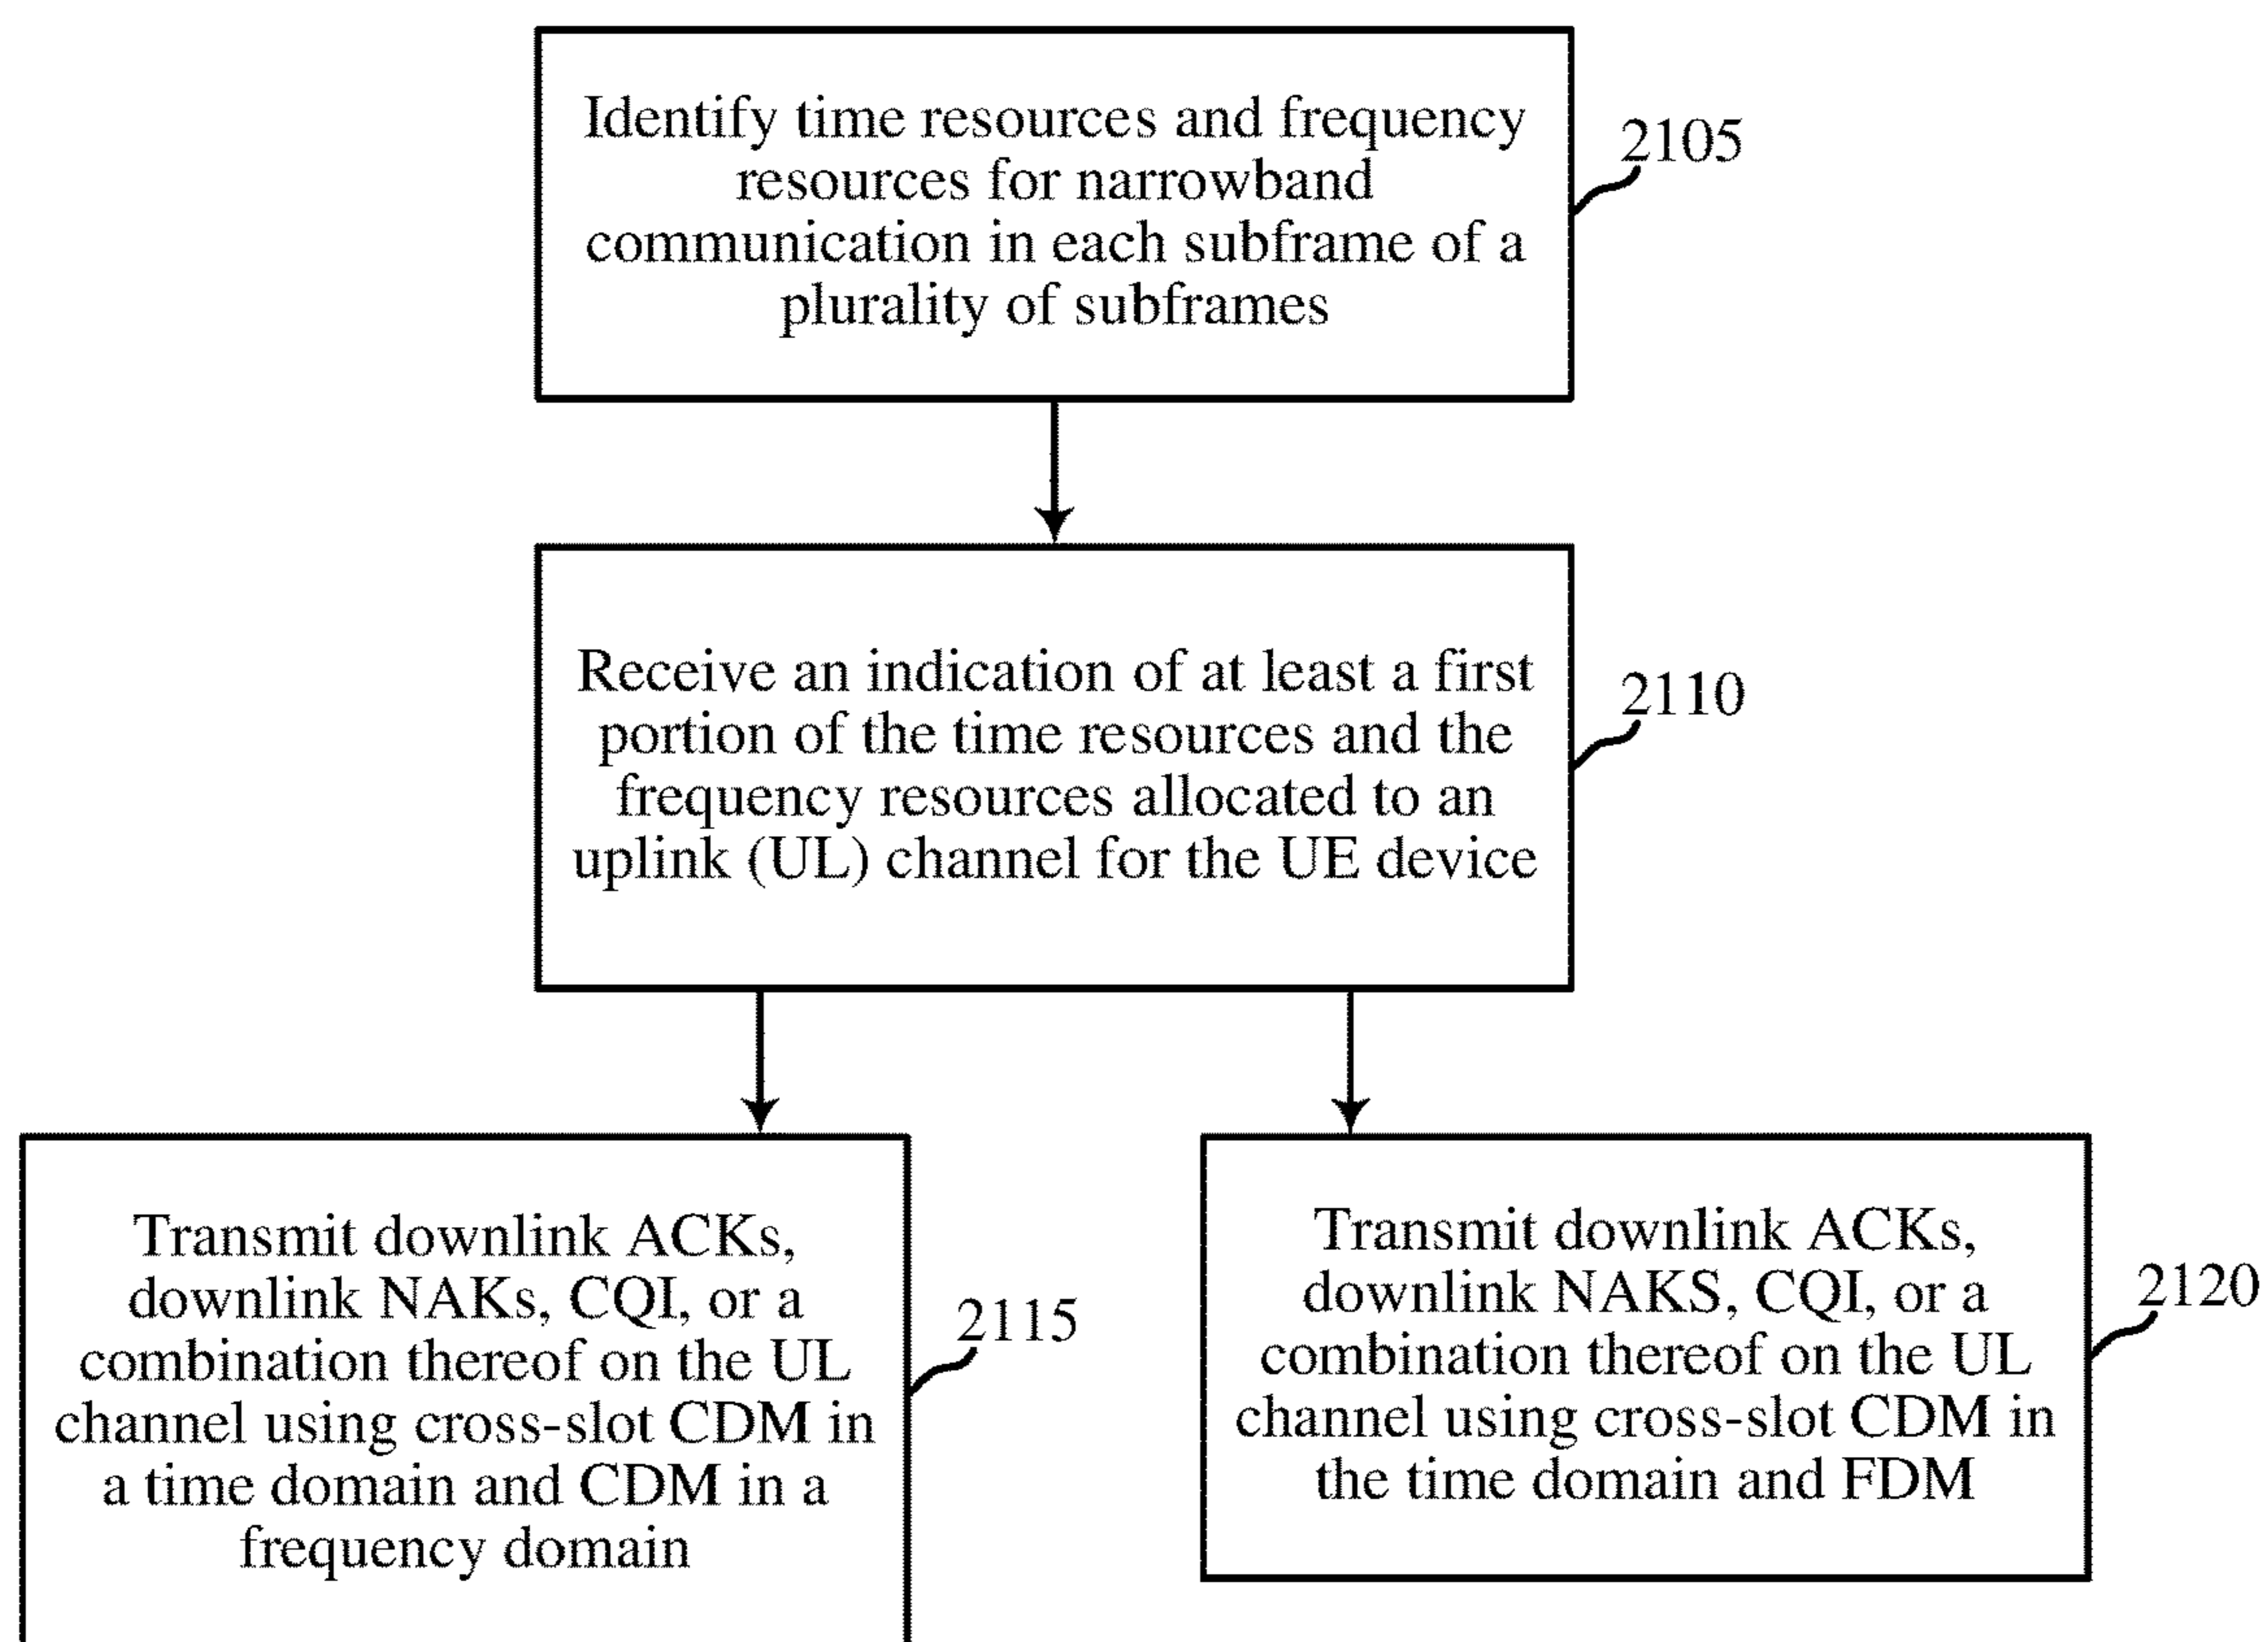 Identify time resources and frequency
resources for narrowband
communication in each subframe of a
plurality of subframes
2105
Receive an indication of at least a first
portion of the time resources and the
frequency resources allocated to an
uplink (UL) channel for the UE device
2110
Transmit downlink ACKs,
downlink NAKs, CQI, or a
combination thereof on the UL
channel using cross-slot CDM in
a time domain and CDM in a
frequency domain
2115
Transmit downlink ACKs,
downlink NAKS, CQI, or a
combination thereof on the UL
channel using cross-slot CDM in
the time domain and FDM
2120